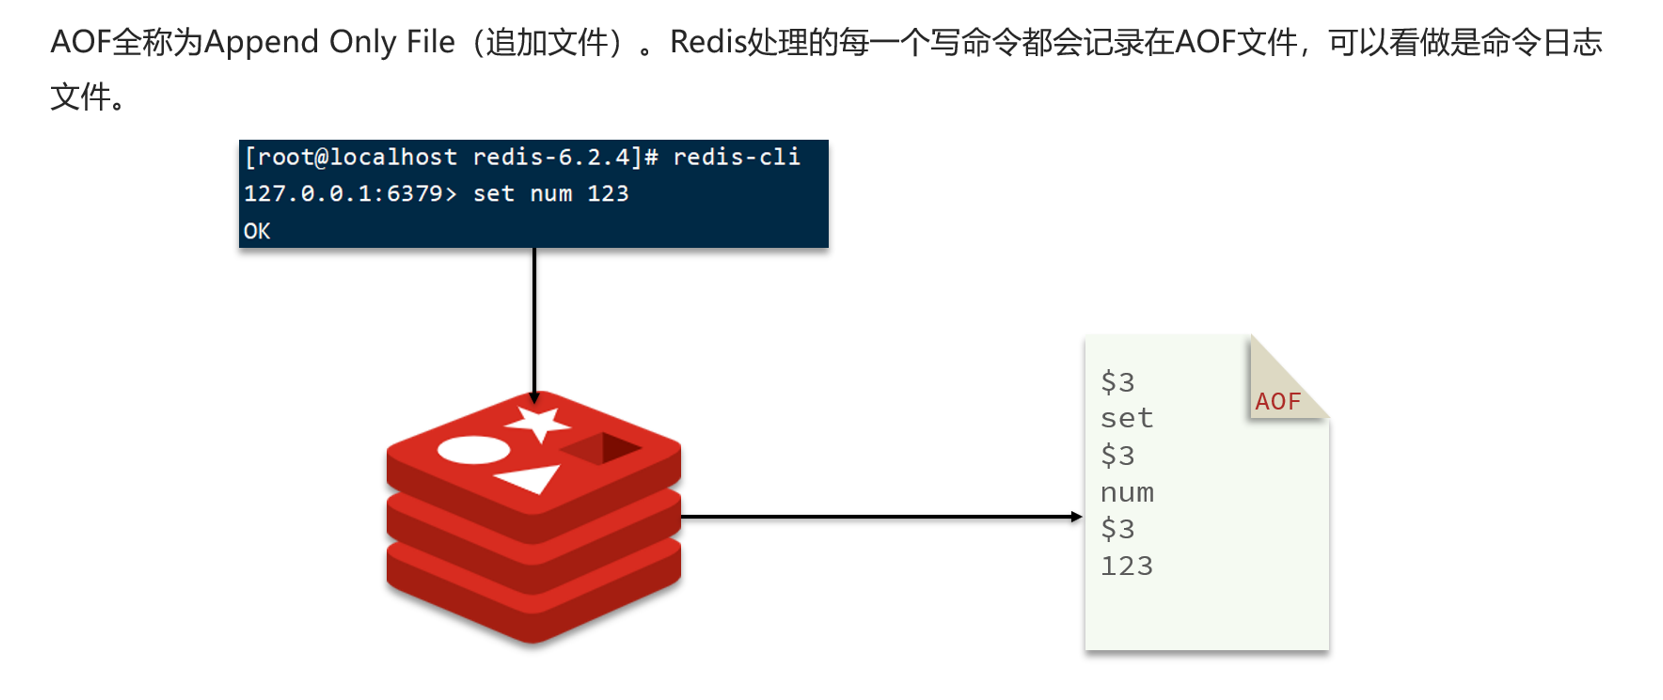 AOF全称为Append Only File（追加文件）。Redis处理的每一个写命令都会记录在AOF文件，可以看做是命令日志
文件。
[root@localhost redis-6.2.4]# redis-cli
127.0.0.1:6379> set num 123
OK
AOF
$3
set
$3
num
$3
123